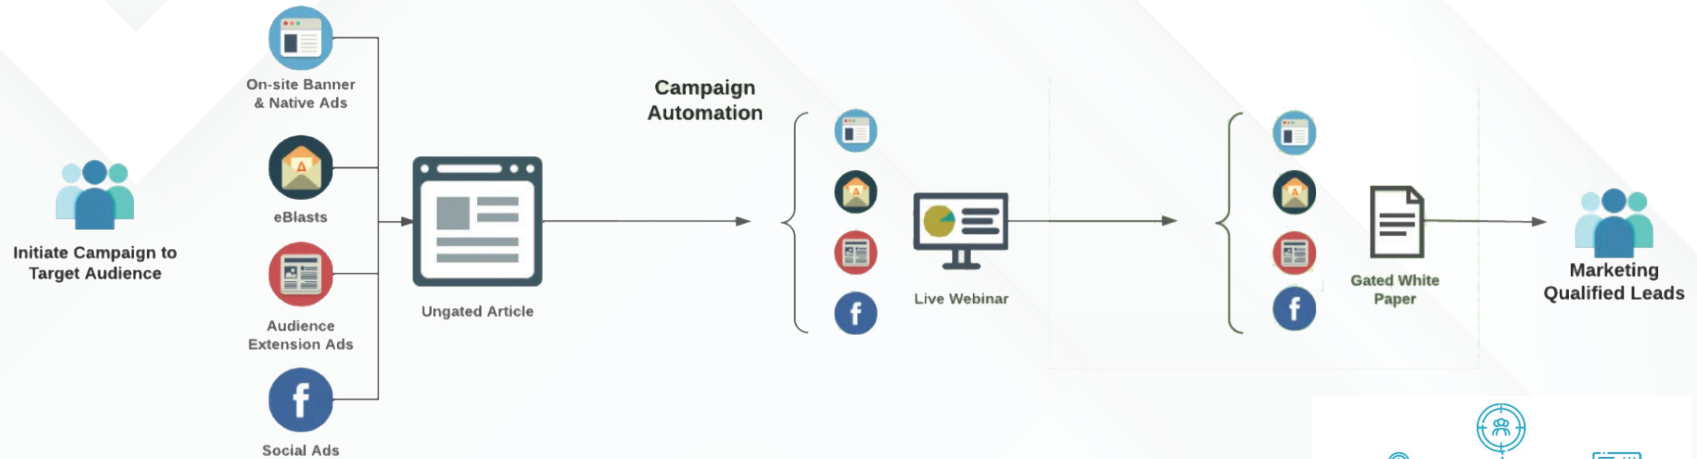 On-site Banner
& Native Ads
Campaign
Automation
eBlasts
Initiate Campaign to
Target Audience
Audience
Extension Ads
Ungated Article
Live Webinar
Gated White
Paper
Marketing
Qualified Leads
Social Ads